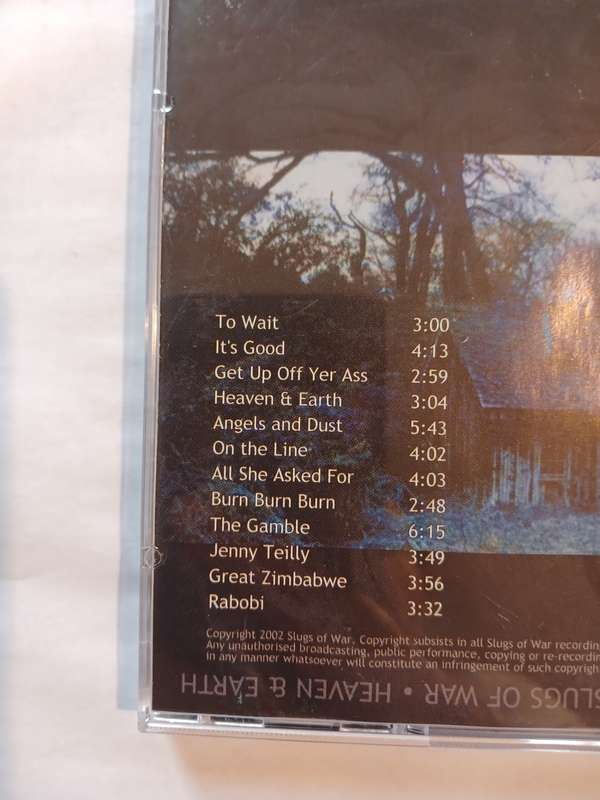 To Wait 3:00
It's Good 4:13
Get Up Off Yer Ass 2:59
Heaven & Earth 3:04
Angels and Dust 5:43
On the Line 4:02
All She Asked For 4:03
Burn Burn Burn 2:48
The Gamble 6:15
Jenny Teilly 3:49
Great Zimbabwe 3:56
Rabobi 3:32
Copyright 2002 Slugs of War. Copyright subsists in all Slugs of War recording
Any unauthorised broadcasting, public performance, copying or re-recording
in any manner whatsoever will constitute an infringement of such copyright
SLUGS OF WAR • HEAVEN & EARTH